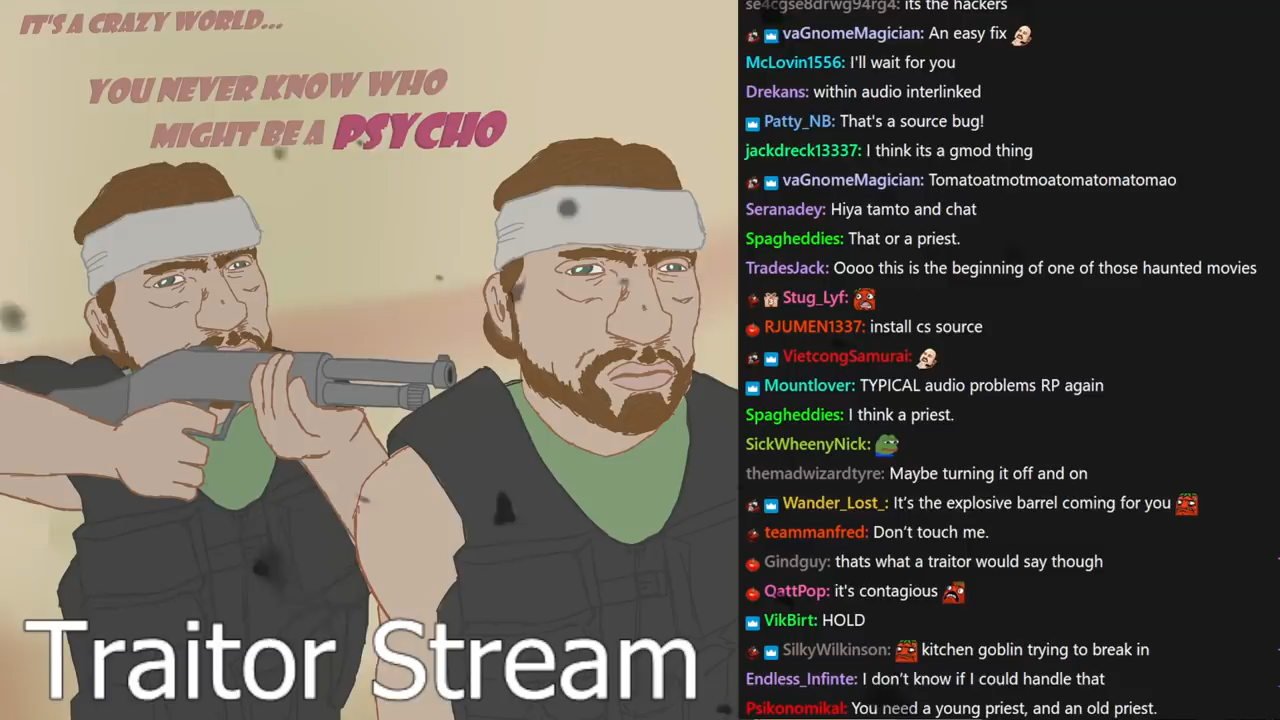 IT'S A CRAZY WORLD...
YOU NEVER KNOW WHO
MIGHT BE A PSYCHO
Traitor Stream
se4cgse8drwg94rg4: its the hackers
vaGnomeMagician: An easy fix
McLovin1556: I'll wait for you
Drekans: within audio interlinked
Patty_NB: That's a source bug!
jackdreck13337: I think its a gmod thing
vaGnomeMagician: Tomatoatmotmoatomatomatomao
Seranadey: Hiya tamto and chat
Spagheddies: That or a priest.
TradesJack: Oooo this is the beginning of one of those haunted movies
Stug_Lyf:
RJUMEN1337: install cs source
VietcongSamurai:
Mountlover: TYPICAL audio problems RP again
Spagheddies: I think a priest.
SickWheenyNick:
themadwizardtyre: Maybe turning it off and on
Wander_Lost_: It's the explosive barrel coming for you
teammanfred: Don't touch me.
Gindguy: thats what a traitor would say though
QattPop: it's contagious
VikBirt: HOLD
SilkyWilkinson: kitchen goblin trying to break in
Endless_Infinte: I don't know if I could handle that
Psikonomikal: You need a young priest, and an old priest.